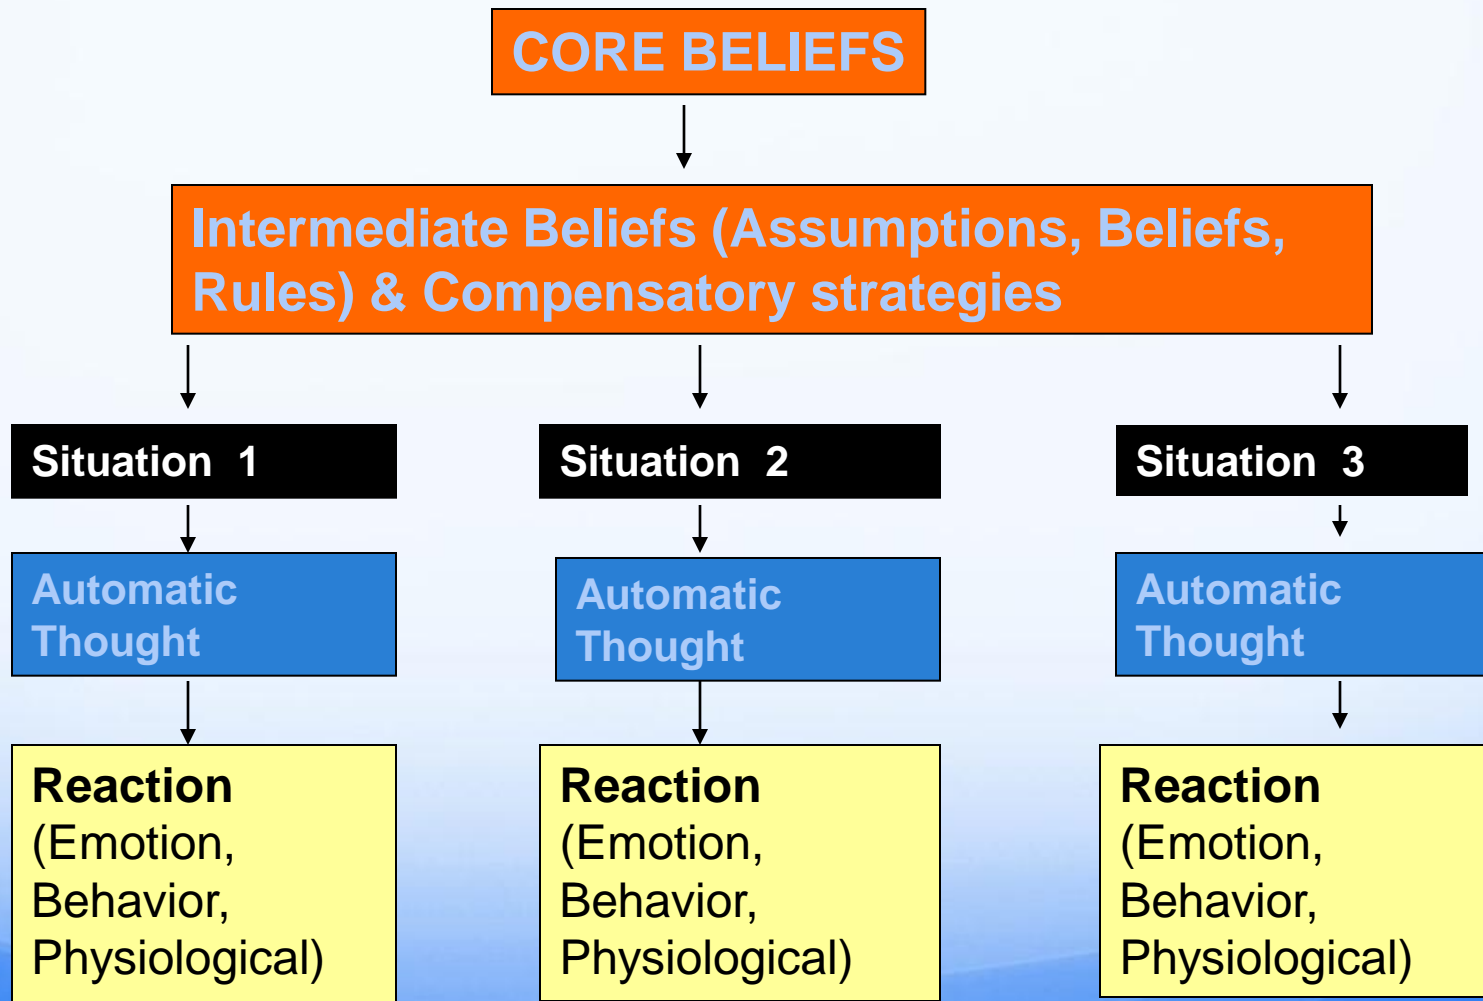 CORE BELIEFS
Intermediate Beliefs (Assumptions, Beliefs,
Rules) & Compensatory strategies
Situation 1
Situation 2
Situation 3
Automatic
Thought
Automatic
Thought
Automatic
Thought
Reaction
(Emotion,
Behavior,
Physiological)
Reaction
(Emotion,
Behavior,
Physiological)
Reaction
(Emotion,
Behavior,
Physiological)